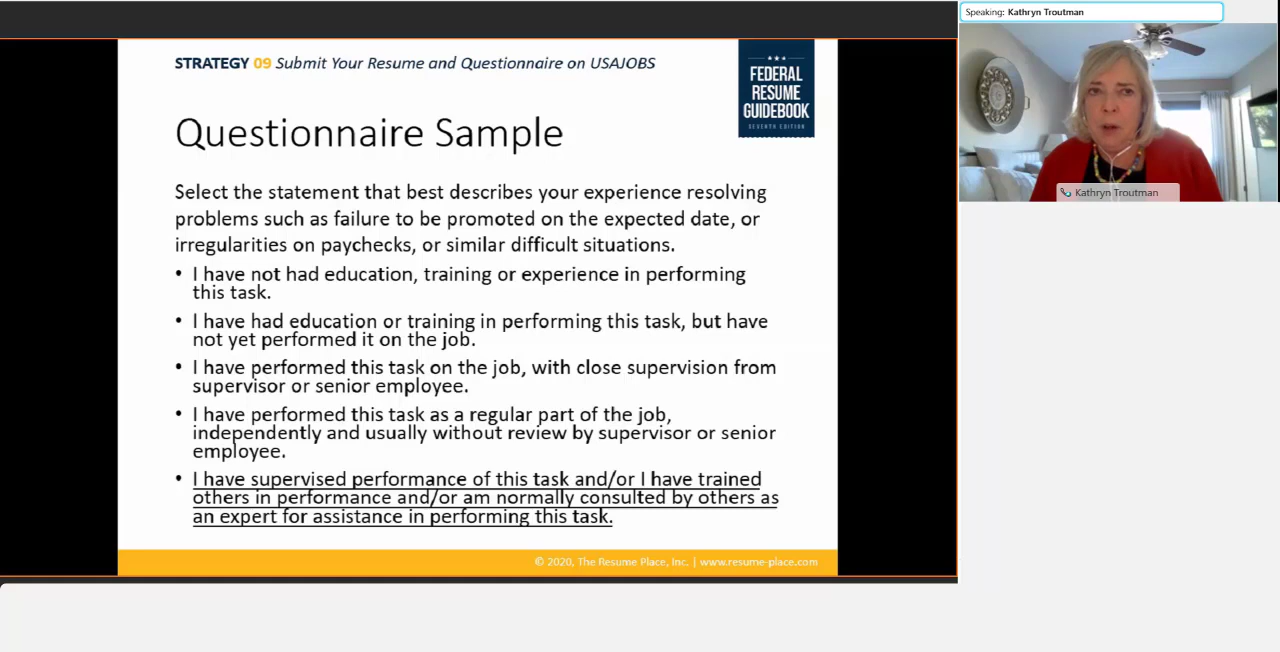 Speaking: Kathryn Troutman
STRATEGY 09 Submit Your Resume and Questionnaire on USAJOBS
FEDERAL
RESUME
GUIDEBOOK
SEVENTH EDITION
Questionnaire Sample
Select the statement that best describes your experience resolving
problems such as failure to be promoted on the expected date, or
irregularities on paychecks, or similar difficult situations.
• I have not had education, training or experience in performing
this task.
• I have had education or training in performing this task, but have
not yet performed it on the job.
• I have performed this task on the job, with close supervision from
supervisor or senior employee.
• I have performed this task as a regular part of the job,
independently and usually without review by supervisor or senior
employee.
• I have supervised performance of this task and/or I have trained
others in performance and/or am normally consulted by others as
an expert for assistance in performing this task.
© 2020, The Resume Place, Inc. | www.resume-place.com
Kathryn Troutman